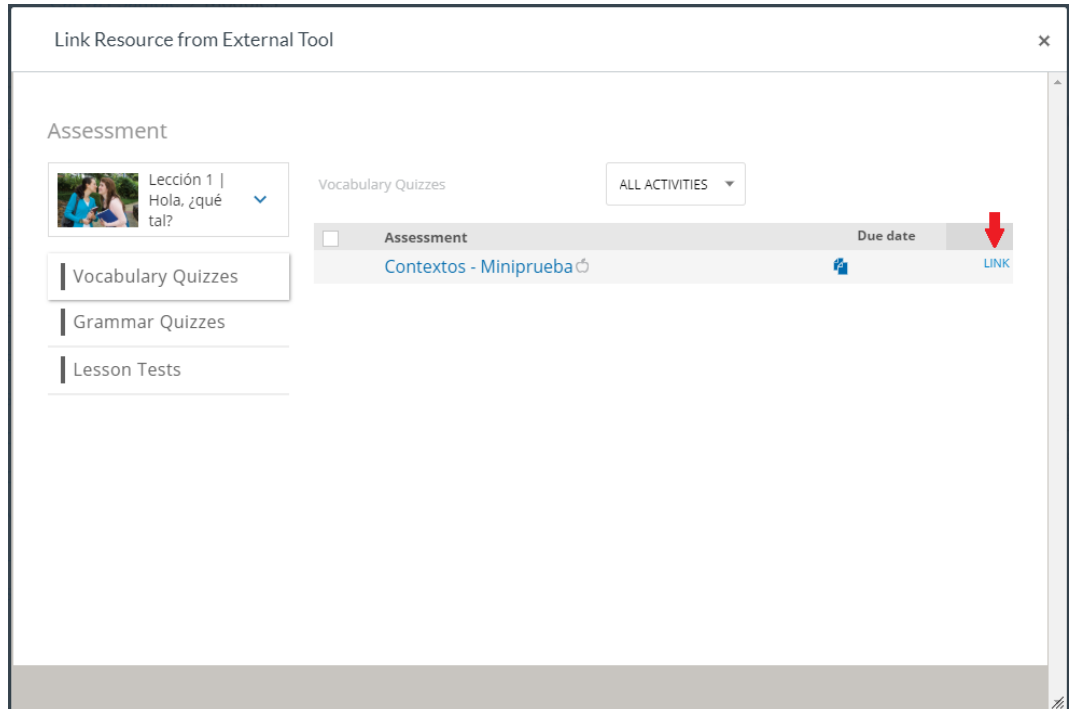 Link Resource from External Tool
×
Assessment
Lección 1 |
Hola, ¿qué
tal?
Vocabulary Quizzes
Grammar Quizzes
Lesson Tests
Vocabulary Quizzes
ALL ACTIVITIES
Assessment
Due date
Contextos - Miniprueba
LINK